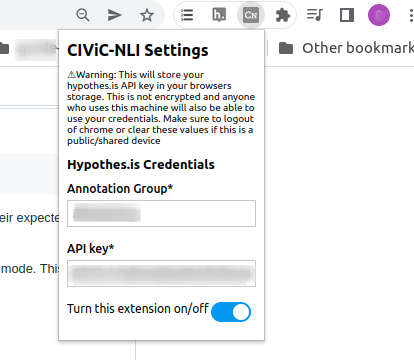 CN
Other bookmark
CIViC-NLI Settings
⚠Warning: This will store your
hypothes.is API key in your browsers
storage. This is not encrypted and anyone
who uses this machine will also be able to
use your credentials. Make sure to logout
of chrome or clear these values if this is a
public/shared device
Hypothes.is Credentials
Annotation Group*
eir expecte
API key*
mode. This
Turn this extension on/off